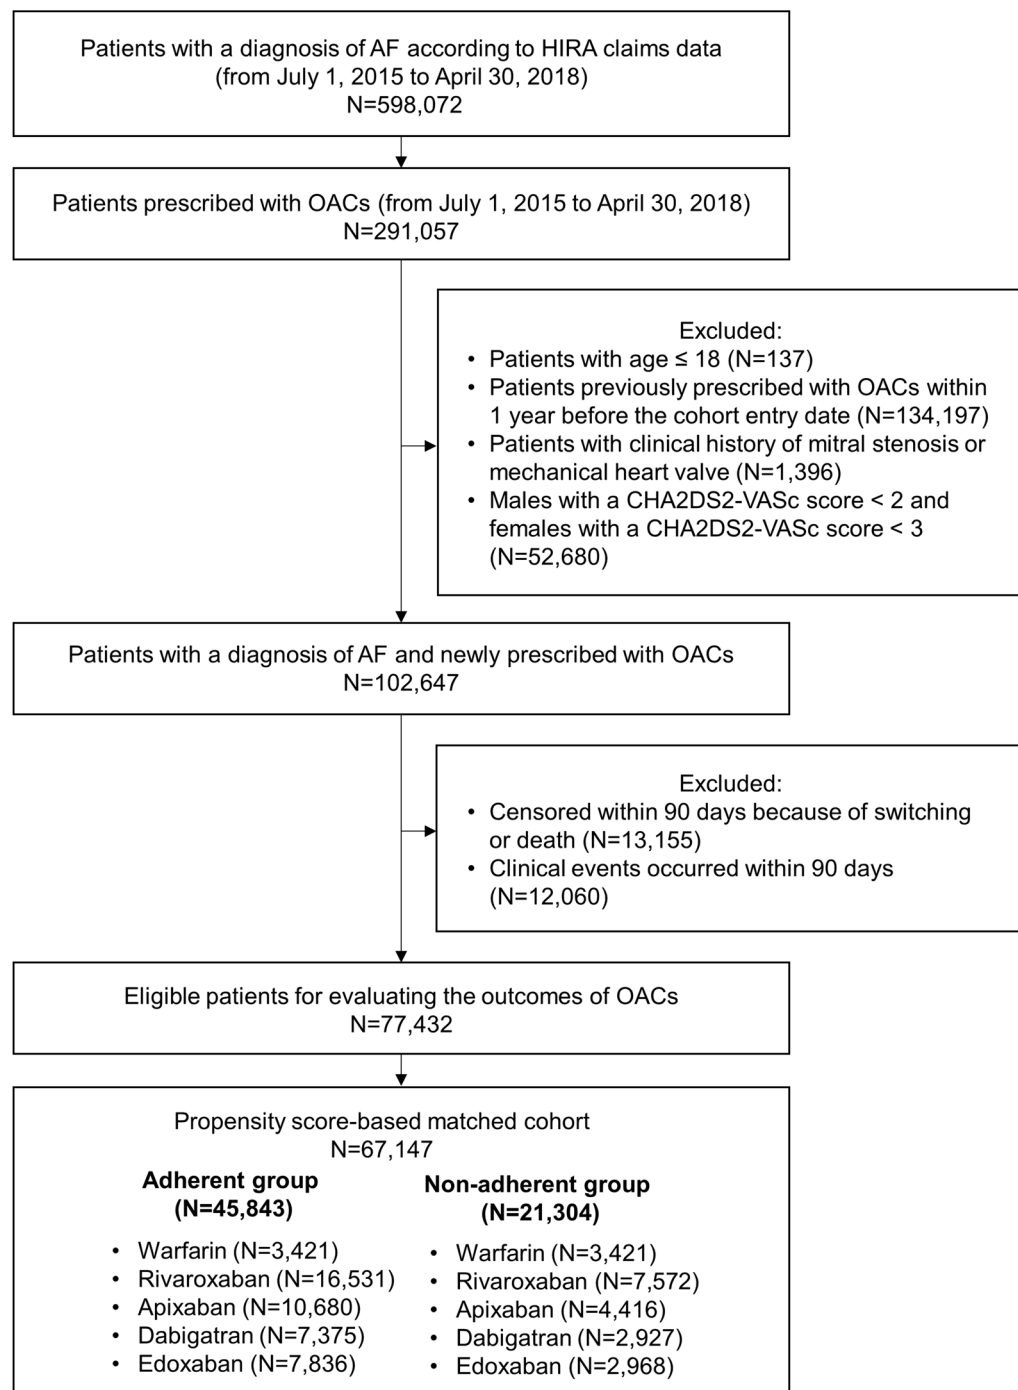 Patients with a diagnosis of AF according to HIRA claims data
(from July 1, 2015 to April 30, 2018)
N=598,072
Patients prescribed with OACs (from July 1, 2015 to April 30, 2018)
N=291,057
Excluded:
• Patients with age ≤ 18 (N=137)
• Patients previously prescribed with OACs within
1 year before the cohort entry date (N=134,197)
• Patients with clinical history of mitral stenosis or
mechanical heart valve (N=1,396)
• Males with a CHA2DS2-VASc score < 2 and
females with a CHA2DS2-VASc score < 3
(N=52,680)
Patients with a diagnosis of AF and newly prescribed with OACs
N=102,647
Excluded:
• Censored within 90 days because of switching
or death (N=13,155)
• Clinical events occurred within 90 days
(N=12,060)
Eligible patients for evaluating the outcomes of OACs
N=77,432
Propensity score-based matched cohort
N=67,147
Adherent group
(N=45,843)
• Warfarin (N=3,421)
• Rivaroxaban (N=16,531)
• Apixaban (N=10,680)
• Dabigatran (N=7,375)
• Edoxaban (N=7,836)
Non-adherent group
(N=21,304)
• Warfarin (N=3,421)
• Rivaroxaban (N=7,572)
• Apixaban (N=4,416)
• Dabigatran (N=2,927)
• Edoxaban (N=2,968)